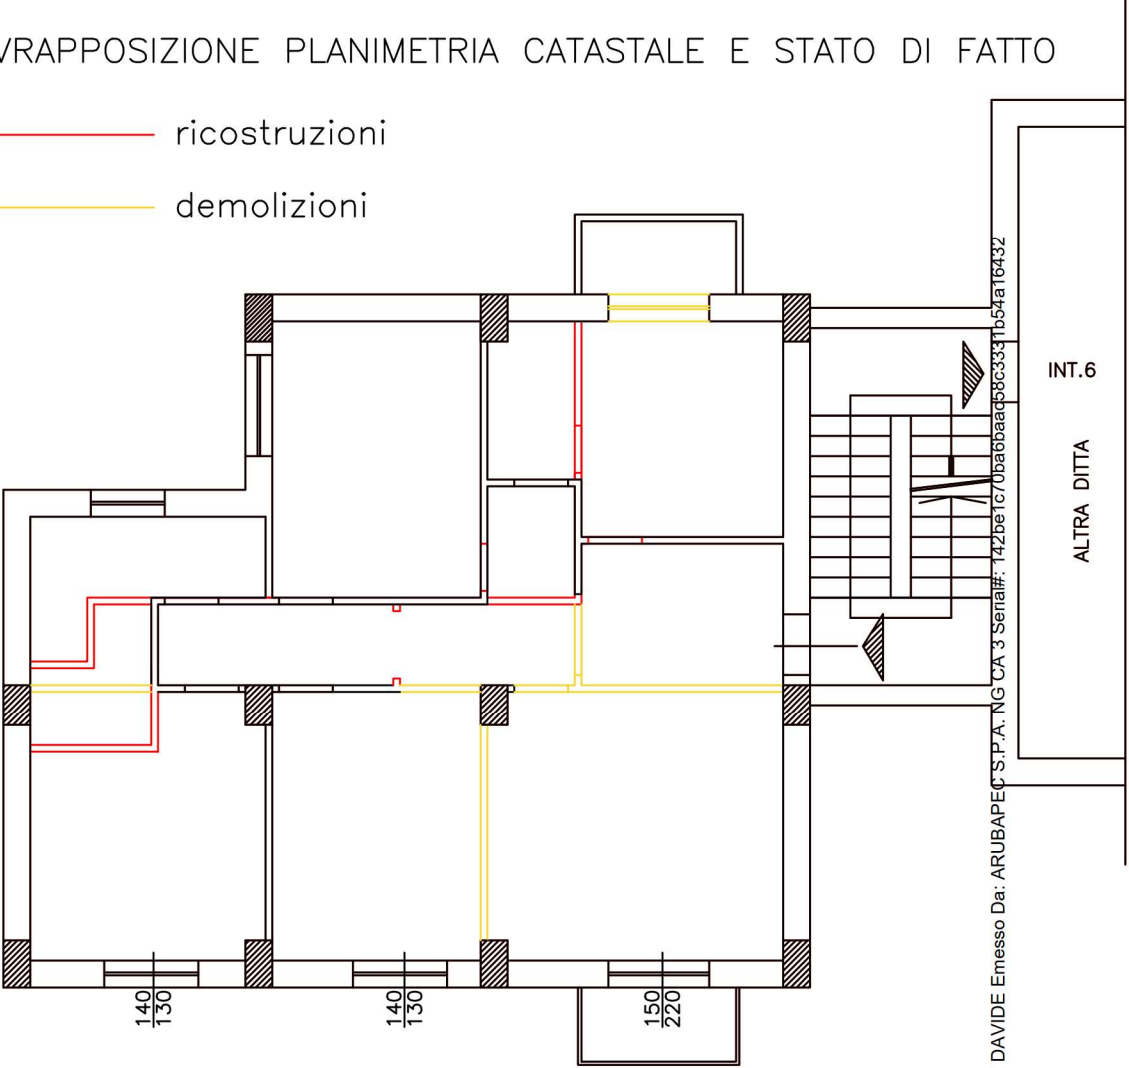 VRAPPOSIZIONE PLANIMETRIA CATASTALE E STATO DI FATTO
ricostruzioni
demolizioni
INT.6
ALTRA DITTA
DAVIDE Emesso Da: ARUBAPEC S.P.A. NG CA 3 Serial#: 142be1c70ba6baad58c3331b54a16432
140
130
140
130
150
220